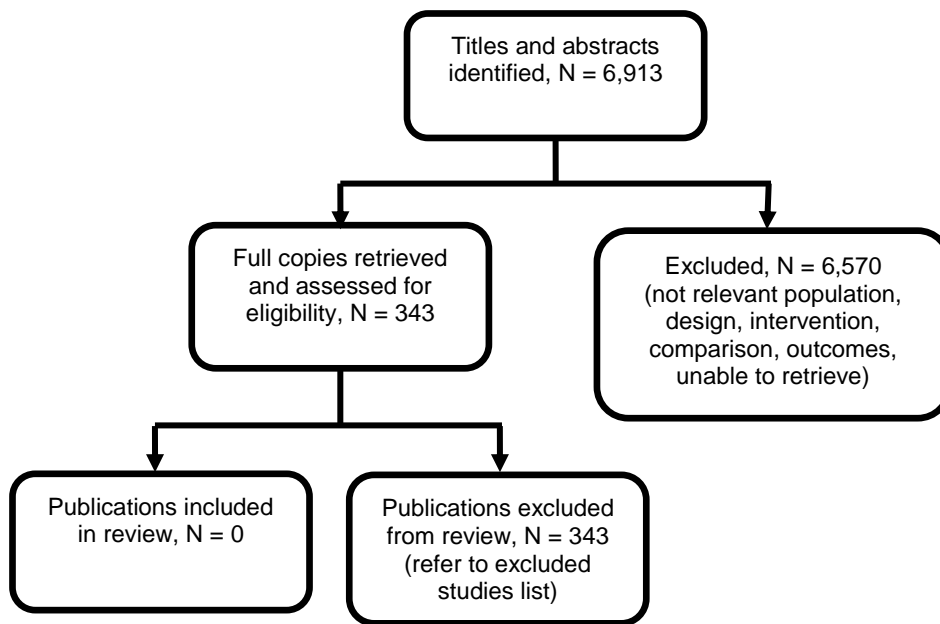 Titles and abstracts
identified, N = 6,913
Full copies retrieved
and assessed for
eligibility, N = 343
Excluded, N = 6,570
(not relevant population,
design, intervention,
comparison, outcomes,
unable to retrieve)
Publications included
in review, N = 0
Publications excluded
from review, N = 343
(refer to excluded
studies list)